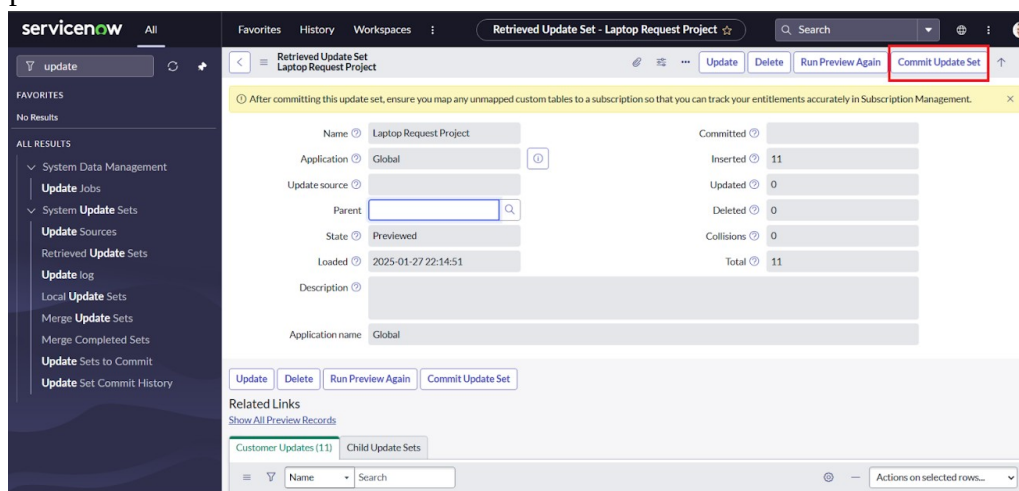 servicenow All Favorites History Workspaces Retrieved Update Set - Laptop Request Project Search
update
Retrieved Update Set
Laptop Request Project
Update Delete Run Preview Again Commit Update Set
FAVORITES
No Results
ALL RESULTS
System Data Management
Update Jobs
System Update Sets
Update Sources
Retrieved Update Sets
Update log
Local Update Sets
Merge Update Sets
Merge Completed Sets
Update Sets to Commit
Update Set Commit History
After committing this update set, ensure you map any unmapped custom tables to a subscription so that you can track your entitlements accurately in Subscription Management.
Name Laptop Request Project Committed
Application Global Inserted 11
Update source Updated 0
Parent Deleted 0
State Previewed Collisions 0
Loaded 2025-01-27 22:14:51 Total 11
Description
Application name Global
Update Delete Run Preview Again Commit Update Set
Related Links
Show All Preview Records
Customer Updates (11) Child Update Sets
Name Search Actions on selected rows...